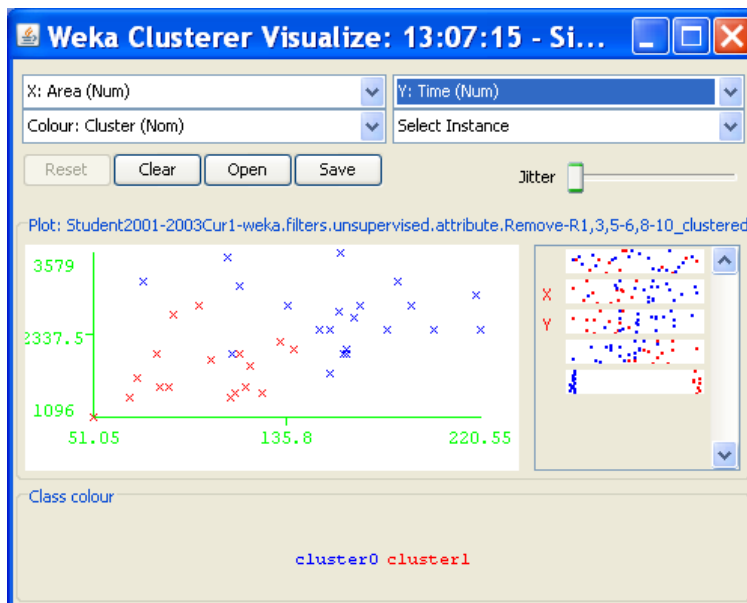 Weka Clusterer Visualize: 13:07:15 - Si...
X: Area (Num)
Y: Time (Num)
Colour: Cluster (Nom)
Select Instance
Reset
Clear
Open
Save
Jitter
Plot: Student2001-2003Cur1-weka.filters.unsupervised.attribute.Remove-R1,3,5-6,8-10_clustered
3579
2337.5
1096
51.05
135.8
220.55
X
Y
Class colour
cluster0 cluster1